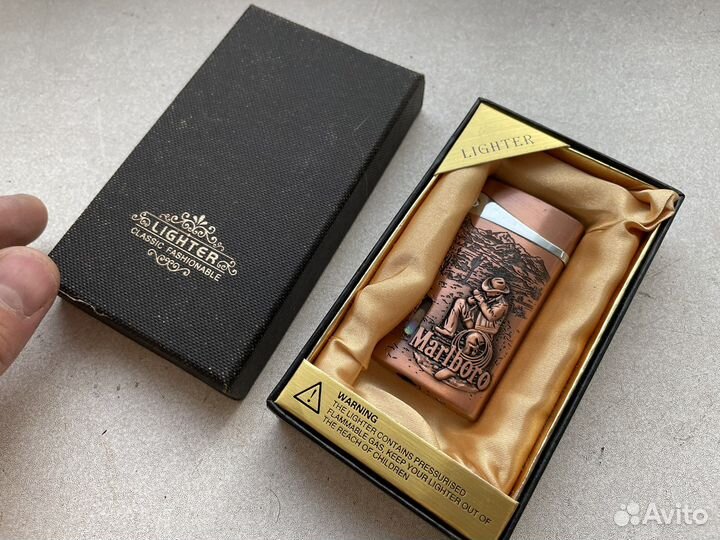 LIGHTER
CLASSIC FASHIONABLE
LIGHTER
Marlboro
WARNING
THE LIGHTER CONTAINS PRESSURISED
FLAMMABLE GAS, KEEP YOUR LIGHTER OUT OF
THE REACH OF CHILDREN
Avito